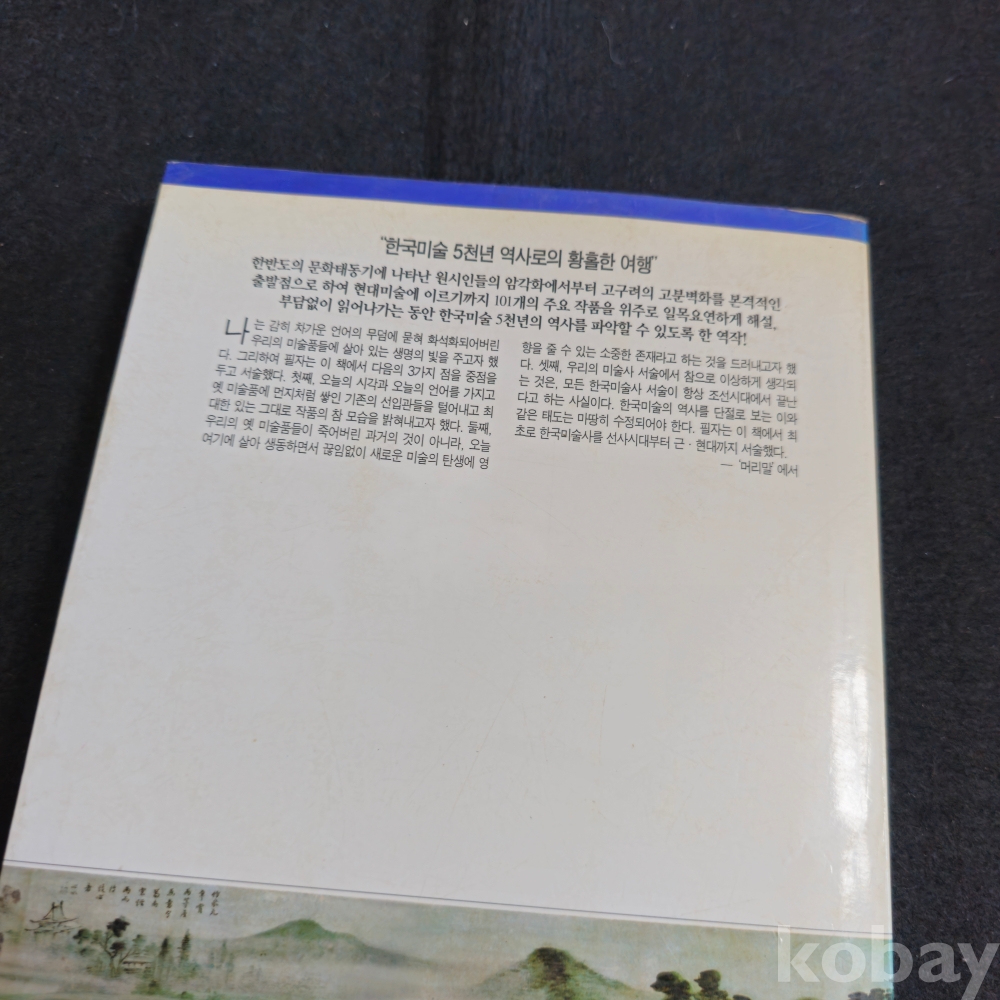 "한국미술 5천년 역사로의 황홀한 여행"
한반도의 문화태동기에 나타난 원시인들의 암각화에서부터 고구려의 고분벽화를 본격적인
출발점으로 하여 현대미술에 이르기까지 101개의 주요 작품을 위주로 일목요연하게 해설,
부담없이 읽어나가는 동안 한국미술 5천년의 역사를 파악할 수 있도록 한 역작!
나는 감히 차가운 언어의 무덤에 묻혀 화석화되어버린
우리의 미술품들에 살아 있는 생명의 빛을 주고자 했
다. 그리하여 필자는 이 책에서 다음의 3가지 점을 중점을
두고 서술했다. 첫째, 오늘의 시각과 오늘의 언어를 가지고
옛 미술품에 먼지처럼 쌓인 기존의 선입과들을 털어내고 최
대한 있는 그대로 작품의 참 모습을 밝혀내고자 했다. 둘째,
우리의 옛 미술품들이 죽어버린 과거의 것이 아니라, 오늘
여기에 살아 생동하면서 끊임없이 새로운 미술의 탄생에 영
향을 줄 수 있는 소중한 존재라고 하는 것을 드러내고자 했
다. 셋째, 우리의 미술사 서술에서 참으로 이상하게 생각되
는 것은, 모든 한국미술사 서술이 항상 조선시대에서 끝난
다고 하는 사실이다. 한국미술의 역사를 단절로 보는 이와
같은 태도는 마땅히 수정되어야 한다. 필자는 이 책에서 최
초로 한국미술사를 선사시대부터 근·현대까지 서술했다.
— '머리말' 에서
kobay